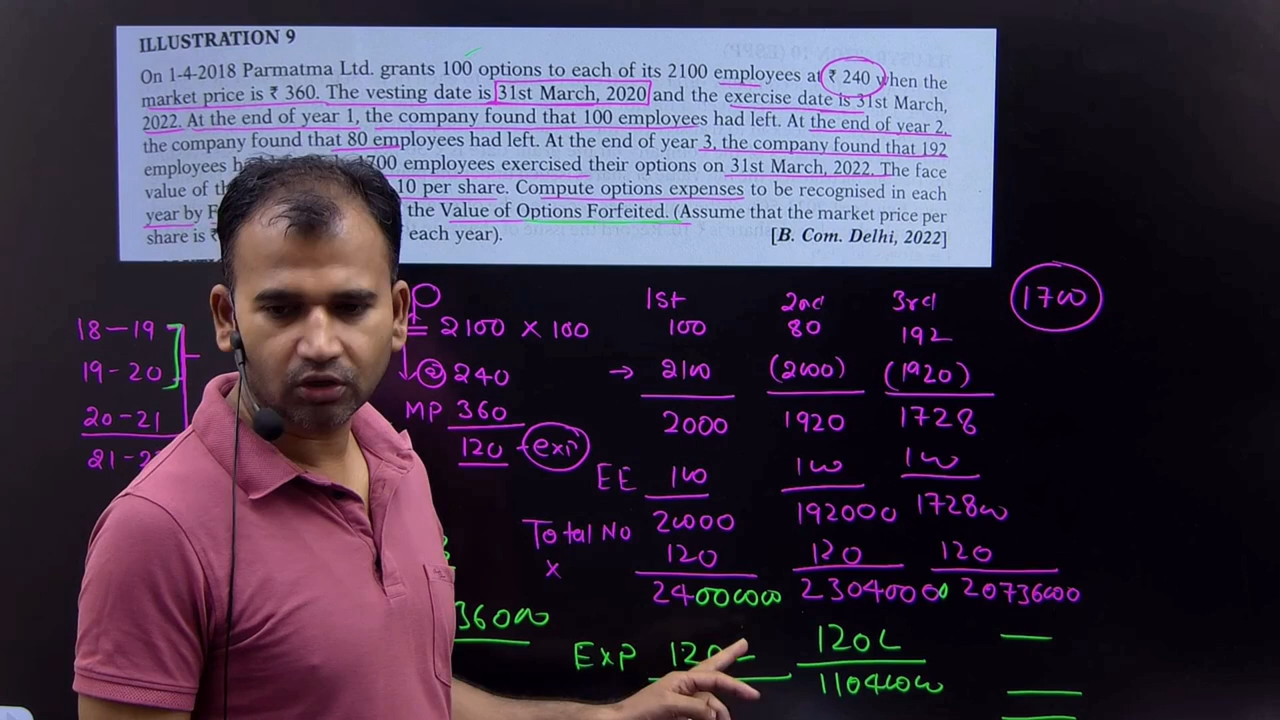 ILLUSTRATION 9
On 1-4-2018 Parmatma Ltd. grants 100 options to each of its 2100 employees at ₹ 240 when the
market price is ₹ 360. The vesting date is 31st March, 2020 and the exercise date is 31st March,
2022. At the end of year 1, the company found that 100 employees had left. At the end of year 2,
the company found that 80 employees had left. At the end of year 3, the company found that 192
employees 1700 employees exercised their options on 31st March, 2022. The face
value of 10 per share. Compute options expenses to be recognised in each
year by the Value of Options Forfeited. (Assume that the market price per
share is ₹ each year).
[B. Com. Delhi, 2022]
18-19
19-20
20-21
21-2
2100 X 100
@ 240
MP 360
120 - exp
1st 2nd 3rd
100 80 192
→ 2100 (2000) (1920)
2000 1920 1728
EE 100 100 100
Total No 20000 192000 172800
X 120 120 120
24000000 23040000 20736000
EXP 120L 120L —
11040000
36000
1700